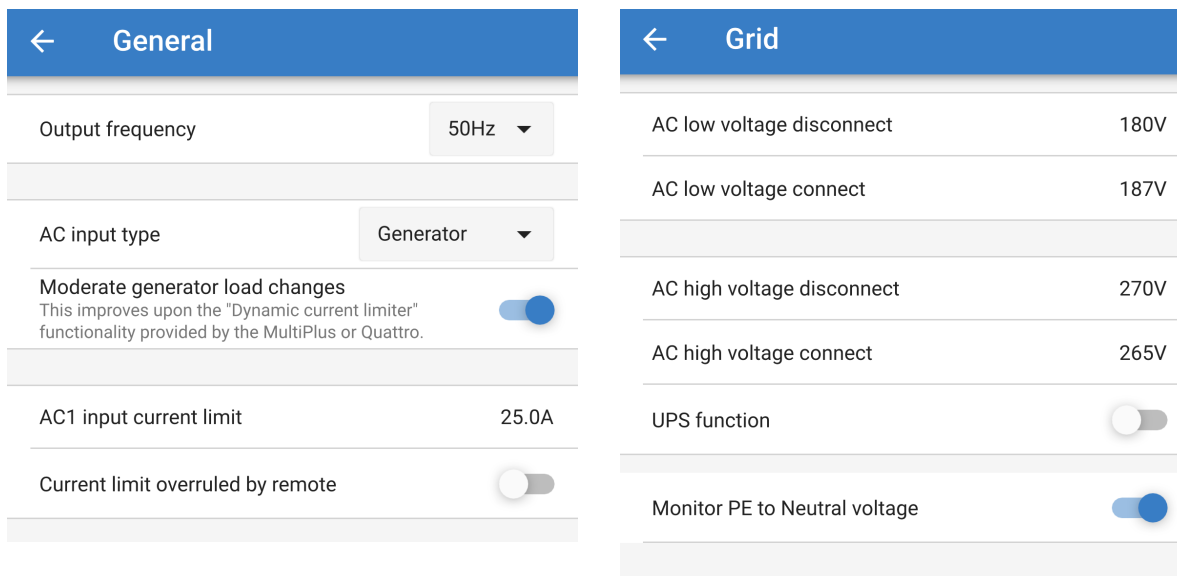 General
Output frequency
50Hz
AC input type
Generator
Moderate generator load changes
This improves upon the "Dynamic current limiter"
functionality provided by the MultiPlus or Quattro.
AC1 input current limit
25.0A
Current limit overruled by remote
Grid
AC low voltage disconnect
180V
AC low voltage connect
187V
AC high voltage disconnect
270V
AC high voltage connect
265V
UPS function
Monitor PE to Neutral voltage